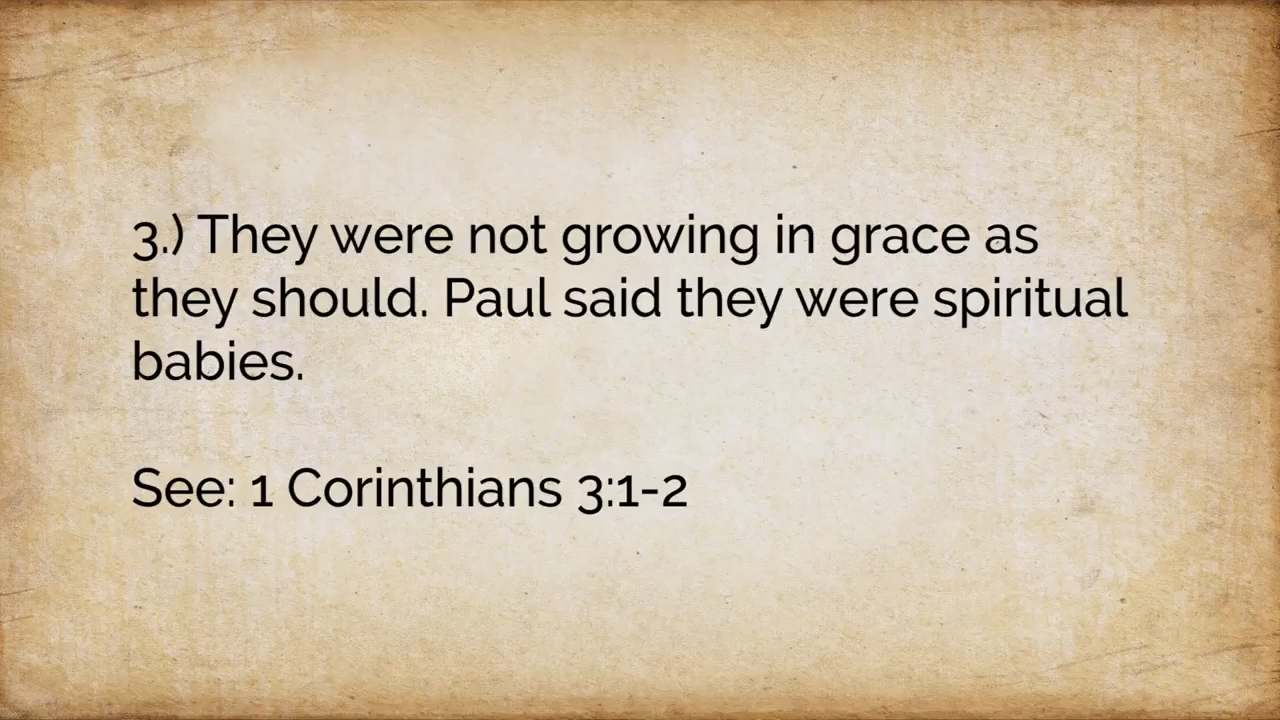 3.) They were not growing in grace as
they should. Paul said they were spiritual
babies.
See: 1 Corinthians 3:1-2